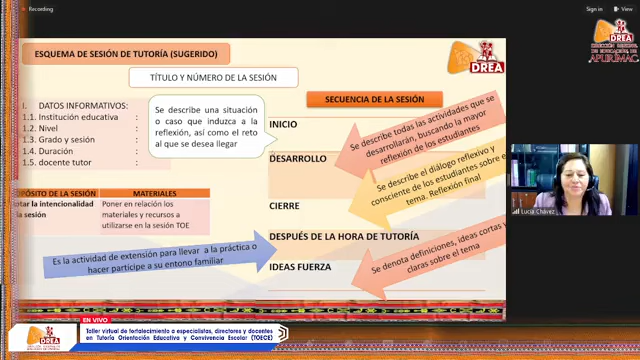 Recording
Sign in
View
ESQUEMA DE SESIÓN DE TUTORÍA (SUGERIDO)
DREA
TÍTULO Y NÚMERO DE LA SESIÓN
I. DATOS INFORMATIVOS:
1.1. Institución educativa :
1.2. Nivel :
1.3. Grado y sesión :
1.4. Duración :
1.5. docente tutor :
Se describe una situación
o caso que induzca a la
reflexión, así como el reto
al que se desea llegar
SECUENCIA DE LA SESIÓN
INICIO
Se describe todas las actividades que se
desarrollarán, buscando la mayor
reflexión de los estudiantes
DESARROLLO
Se describe el diálogo reflexivo y
consciente de los estudiantes sobre el
tema. Reflexión final
CIERRE
PÓSITO DE LA SESIÓN
MATERIALES
otar la intencionalidad
la sesión
Poner en relación los
materiales y recursos a
utilizarse en la sesión TOE
DESPUÉS DE LA HORA DE TUTORÍA
Es la actividad de extensión para llevar a la práctica o
hacer participe a su entono familiar
IDEAS FUERZA
Se denota definiciones, ideas cortas y
claras sobre el tema
DREA
DIRECCIÓN REGIONAL
DE EDUCACIÓN DE
APURÍMAC
Lucía Chávez
EN VIVO
DREA
Taller virtual de fortalecimiento a especialistas, directores y docentes
en Tutoría Orientación Educativa y Convivencia Escolar (TOECE)